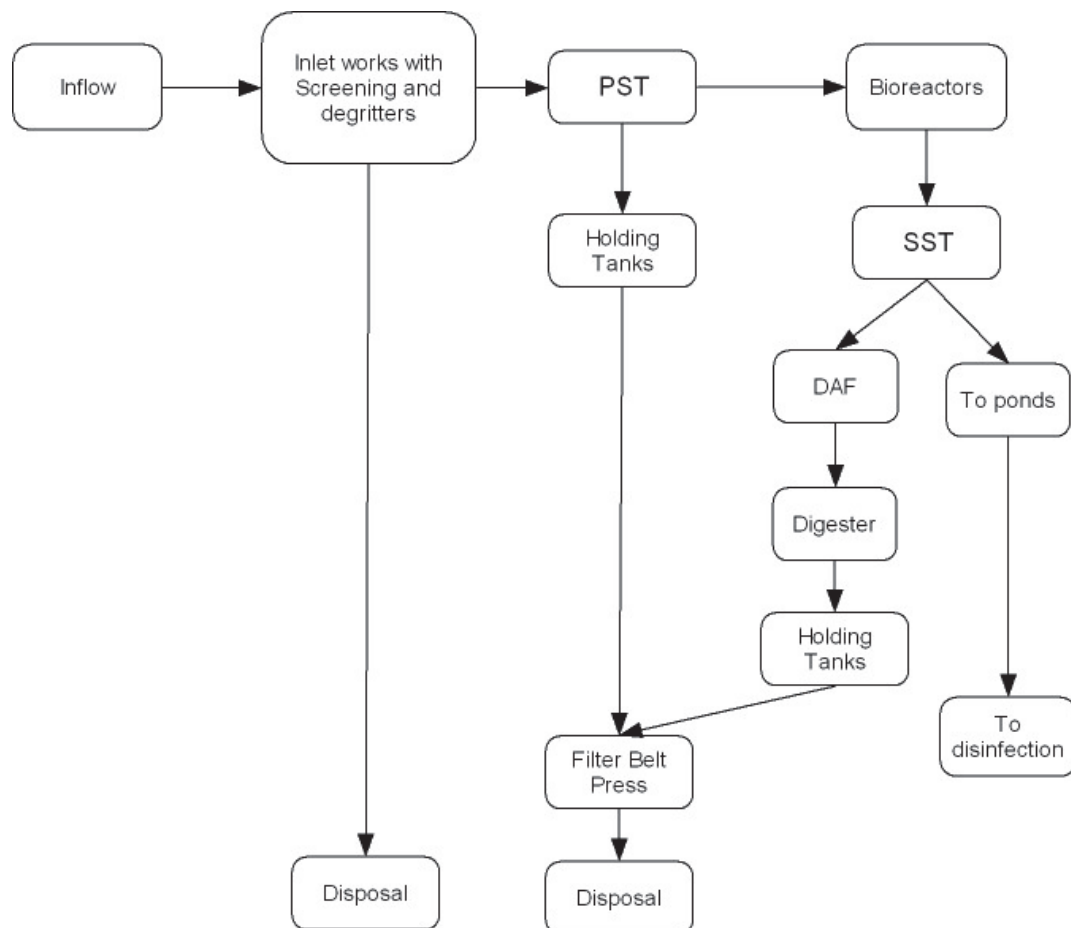 Inflow
Inlet works with
Screening and
degritters
PST
Bioreactors
Holding
Tanks
SST
DAF
To ponds
Digester
Holding
Tanks
To
disinfection
Filter Belt
Press
Disposal
Disposal